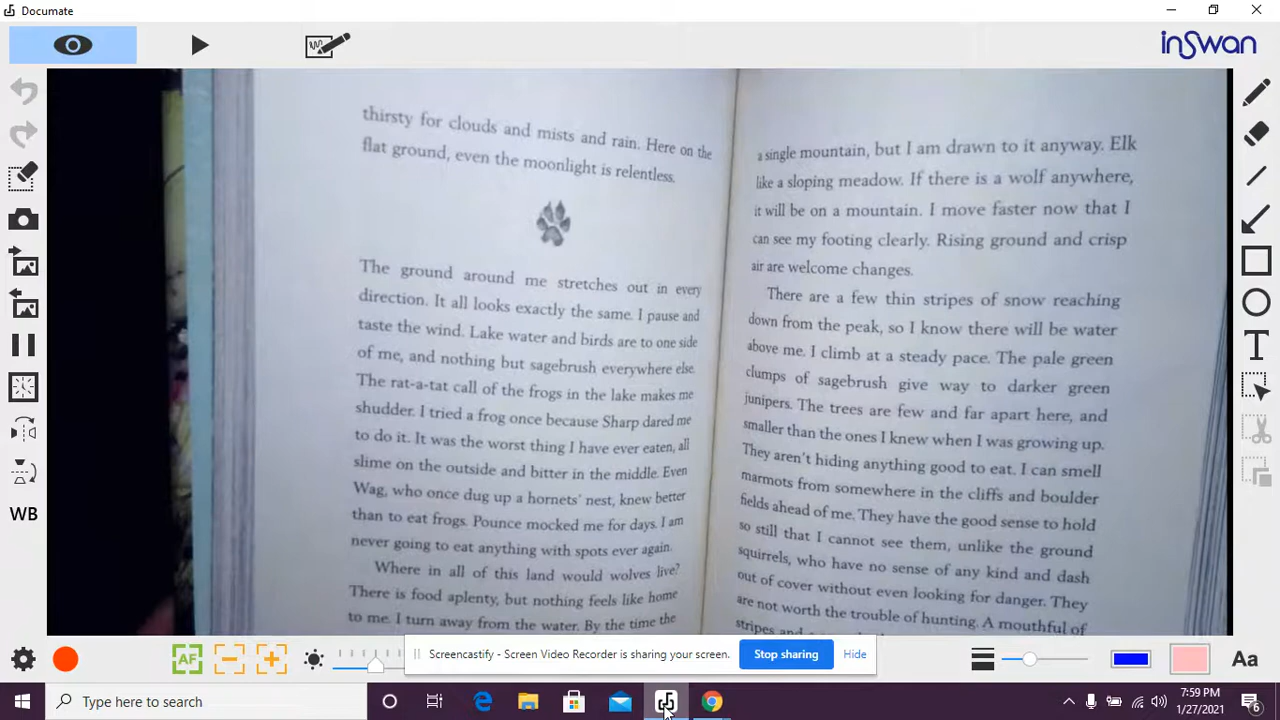 Documate
inSwan
thirsty for clouds and mists and rain. Here on the
flat ground, even the moonlight is relentless.
The ground around me stretches out in every
direction. It all looks exactly the same. I pause and
taste the wind. Lake water and birds are to one side
of me, and nothing but sagebrush everywhere else.
The rat-a-tat call of the frogs in the lake makes me
shudder. I tried a frog once because Sharp dared me
to do it. It was the worst thing I have ever eaten, all
slime on the outside and bitter in the middle. Even
Wag, who once dug up a hornets' nest, knew better
than to eat frogs. Pounce mocked me for days. I am
never going to eat anything with spots ever again.
Where in all of this land would wolves live?
There is food aplenty, but nothing feels like home
to me. I turn away from the water. By the time the
a single mountain, but I am drawn to it anyway. Elk
like a sloping meadow. If there is a wolf anywhere,
it will be on a mountain. I move faster now that I
can see my footing clearly. Rising ground and crisp
air are welcome changes.
There are a few thin stripes of snow reaching
down from the peak, so I know there will be water
above me. I climb at a steady pace. The pale green
clumps of sagebrush give way to darker green
junipers. The trees are few and far apart here, and
smaller than the ones I knew when I was growing up.
They aren't hiding anything good to eat. I can smell
marmots from somewhere in the cliffs and boulder
fields ahead of me. They have the good sense to hold
so still that I cannot see them, unlike the ground
squirrels, who have no sense of any kind and dash
out of cover without even looking for danger. They
are not worth the trouble of hunting. A mouthful of
stripes and
T
WB
AF
Screencastify - Screen Video Recorder is sharing your screen.
Stop sharing
Hide
Aa
Type here to search
7:59 PM
1/27/2021
6